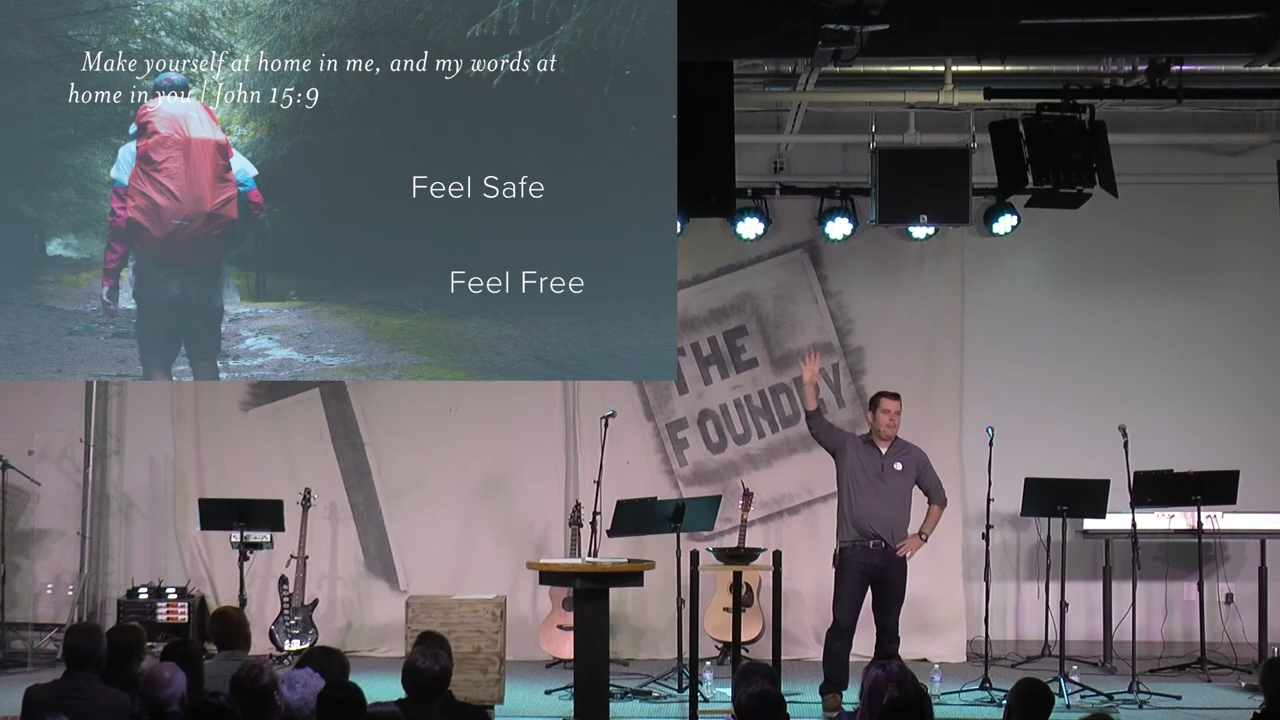 Make yourself at home in me, and my words at
home in you | John 15:9
Feel Safe
Feel Free
THE
FOUNDRY